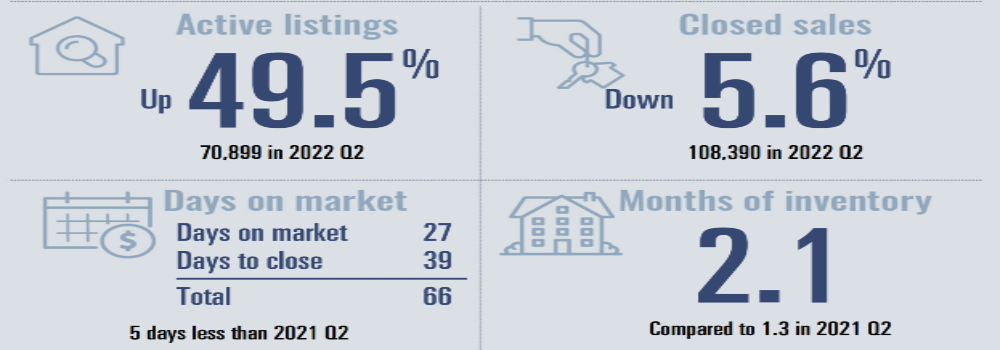 Active listings
Up 49.5%
70,899 in 2022 Q2
Closed sales
Down 5.6%
108,390 in 2022 Q2
Days on market
Days on market 27
Days to close 39
Total 66
5 days less than 2021 Q2
Months of inventory
2.1
Compared to 1.3 in 2021 Q2
$